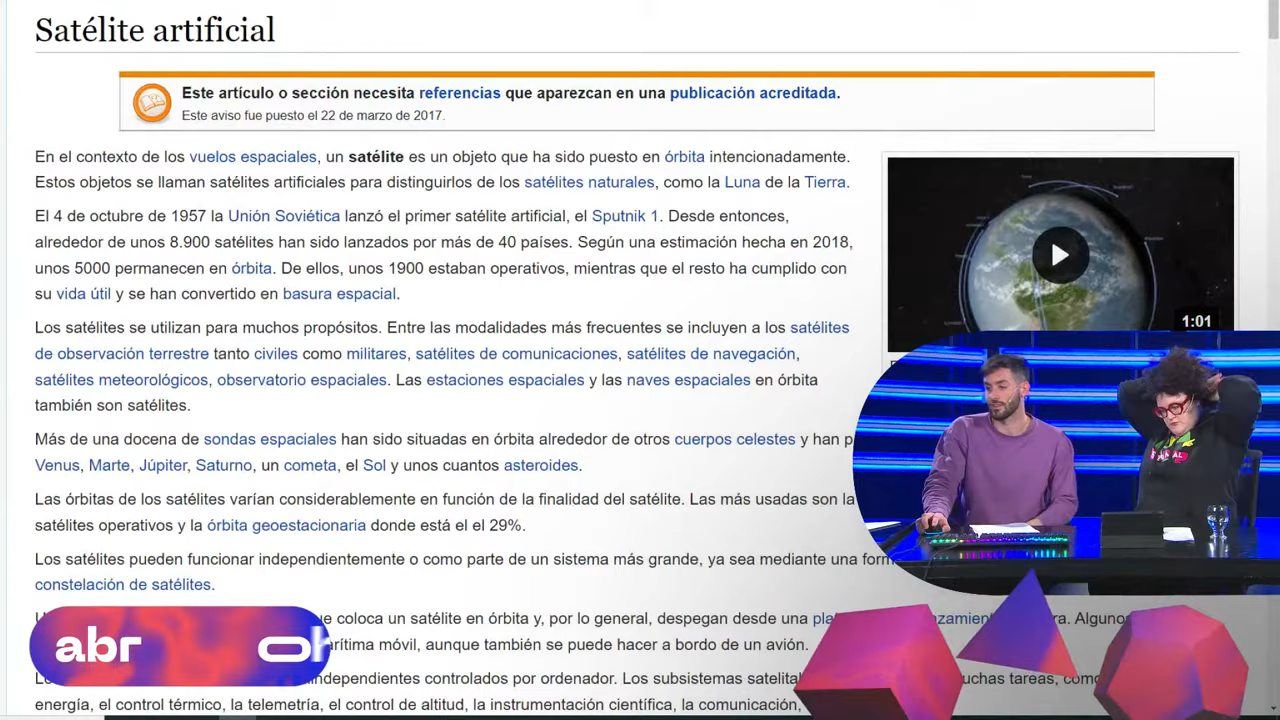 Satélite artificial
Este artículo o sección necesita referencias que aparezcan en una publicación acreditada.
Este aviso fue puesto el 22 de marzo de 2017.
En el contexto de los vuelos espaciales, un satélite es un objeto que ha sido puesto en órbita intencionadamente.
Estos objetos se llaman satélites artificiales para distinguirlos de los satélites naturales, como la Luna de la Tierra.
El 4 de octubre de 1957 la Unión Soviética lanzó el primer satélite artificial, el Sputnik 1. Desde entonces,
alrededor de unos 8.900 satélites han sido lanzados por más de 40 países. Según una estimación hecha en 2018,
unos 5000 permanecen en órbita. De ellos, unos 1900 estaban operativos, mientras que el resto ha cumplido con
su vida útil y se han convertido en basura espacial.
1:01
Los satélites se utilizan para muchos propósitos. Entre las modalidades más frecuentes se incluyen a los satélites
de observación terrestre tanto civiles como militares, satélites de comunicaciones, satélites de navegación,
satélites meteorológicos, observatorio espaciales. Las estaciones espaciales y las naves espaciales en órbita
también son satélites.
Más de una docena de sondas espaciales han sido situadas en órbita alrededor de otros cuerpos celestes y han p
Venus, Marte, Júpiter, Saturno, un cometa, el Sol y unos cuantos asteroides.
Las órbitas de los satélites varían considerablemente en función de la finalidad del satélite. Las más usadas son la
satélites operativos y la órbita geoestacionaria donde está el el 29%.
Los satélites pueden funcionar independientemente o como parte de un sistema más grande, ya sea mediante una form
constelación de satélites.
U ue coloca un satélite en órbita y, por lo general, despegan desde una pla nzamien ra. Alguno
rítima móvil, aunque también se puede hacer a bordo de un avión.
abr Oh
independientes controlados por ordenador. Los subsistemas satelital uchas tareas, como
energía, el control térmico, la telemetría, el control de altitud, la instrumentación científica, la comunicación,